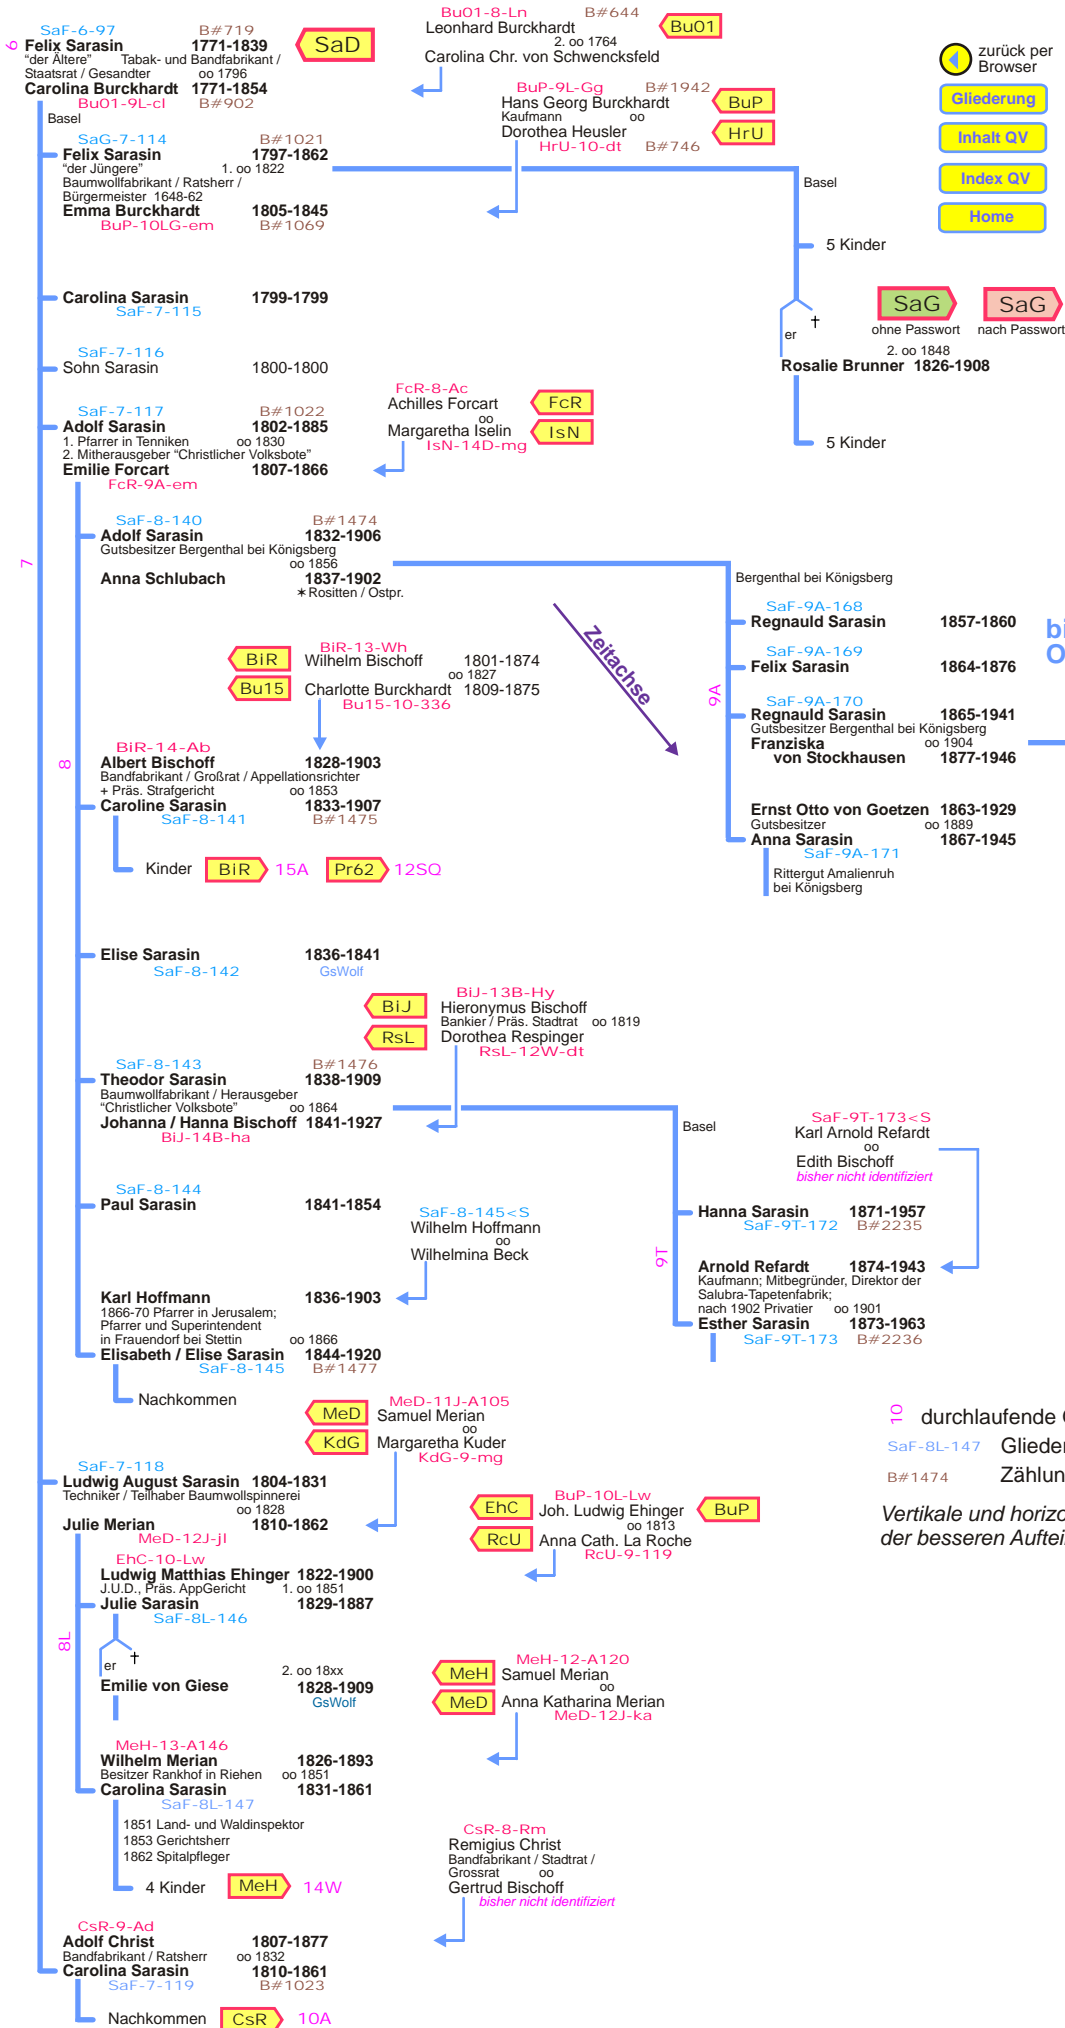 6
SaF-6-97 B#719
Felix Sarasin 1771-1839
“der Ältere” Tabak- und Bandfabrikant /
Staatsrat / Gesandter oo 1796
Carolina Burckhardt 1771-1854
Bu01-9L-cl B#902
SaD
Bu01-8-Ln B#644
Leonhard Burckhardt
2. oo 1764
Carolina Chr. von Schwencksfeld
Bu01
zurück per
Browser
Gliederung
Inhalt QV
Index QV
Home
Basel
SaG-7-114 B#1021
Felix Sarasin 1797-1862
“der Jüngere” 1. oo 1822
Baumwollfabrikant / Ratsherr /
Bürgermeister 1648-62
Emma Burckhardt 1805-1845
BuP-10LG-em B#1069
BuP-9L-Gg B#1942
Hans Georg Burckhardt
Kaufmann oo
Dorothea Heusler
HrU-10-dt B#746
BuP
HrU
Basel
5 Kinder
er †
SaG
ohne Passwort
SaG
nach Passwort
2. oo 1848
Rosalie Brunner 1826-1908
5 Kinder
Carolina Sarasin 1799-1799
SaF-7-115
SaF-7-116
Sohn Sarasin 1800-1800
SaF-7-117 B#1022
Adolf Sarasin 1802-1885
1. Pfarrer in Tenniken oo 1830
2. Mitherausgeber “Christlicher Volksbote”
Emilie Forcart 1807-1866
FcR-9A-em
FcR-8-Ac
Achilles Forcart
oo
Margaretha Iselin
IsN-14D-mg
FcR
IsN
7
SaF-8-140 B#1474
Adolf Sarasin 1832-1906
Gutsbesitzer Bergenthal bei Königsberg
oo 1856
Anna Schlubach 1837-1902
✶Rositten / Ostpr.
Zeitachse
9A
Bergenthal bei Königsberg
SaF-9A-168
Regnauld Sarasin 1857-1860
SaF-9A-169
Felix Sarasin 1864-1876
SaF-9A-170
Regnauld Sarasin 1865-1941
Gutsbesitzer Bergenthal bei Königsberg
Franziska oo 1904
von Stockhausen 1877-1946
Ernst Otto von Goetzen 1863-1929
Gutsbesitzer oo 1889
Anna Sarasin 1867-1945
SaF-9A-171
Rittergut Amalienruh
bei Königsberg
BiR
Bu15
BiR-13-Wh
Wilhelm Bischoff 1801-1874
oo 1827
Charlotte Burckhardt 1809-1875
Bu15-10-336
8
BiR-14-Ab
Albert Bischoff 1828-1903
Bandfabrikant / Großrat / Appellationsrichter
+ Präs. Strafgericht oo 1853
Caroline Sarasin 1833-1907
SaF-8-141 B#1475
Kinder BiR 15A Pr62 12SQ
Elise Sarasin 1836-1841
SaF-8-142 GsWolf
BiJ
RsL
BiJ-13B-Hy
Hieronymus Bischoff
Bankier / Präs. Stadtrat oo 1819
Dorothea Respinger
RsL-12W-dt
SaF-8-143 B#1476
Theodor Sarasin 1838-1909
Baumwollfabrikant / Herausgeber
“Christlicher Volksbote” oo 1864
Johanna / Hanna Bischoff 1841-1927
BiJ-14B-ha
Basel
SaF-9T-173<S
Karl Arnold Refardt
oo
Edith Bischoff
bisher nicht identifiziert
9T
Hanna Sarasin 1871-1957
SaF-9T-172 B#2235
Arnold Refardt 1874-1943
Kaufmann; Mitbegründer, Direktor der
Salubra-Tapetenfabrik;
nach 1902 Privatier oo 1901
Esther Sarasin 1873-1963
SaF-9T-173 B#2236
SaF-8-144
Paul Sarasin 1841-1854
SaF-8-145<S
Wilhelm Hoffmann
oo
Wilhelmina Beck
Karl Hoffmann 1836-1903
1866-70 Pfarrer in Jerusalem;
Pfarrer und Superintendent
in Frauendorf bei Stettin oo 1866
Elisabeth / Elise Sarasin 1844-1920
SaF-8-145 B#1477
Nachkommen
MeD
KdG
MeD-11J-A105
Samuel Merian
oo
Margaretha Kuder
KdG-9-mg
10 durchlaufende
SaF-8L-147
B#1474
SaF-7-118
Ludwig August Sarasin 1804-1831
Techniker / Teilhaber Baumwollspinnerei
oo 1828
Julie Merian 1810-1862
MeD-12J-jl
EhC
RcU
BuP-10L-Lw
Joh. Ludwig Ehinger
oo 1813
Anna Cath. La Roche
RcU-9-119
BuP
Vertikale und
der besseren
8L
EhC-10-Lw
Ludwig Matthias Ehinger 1822-1900
J.U.D., Präs. AppGericht 1. oo 1851
Julie Sarasin 1829-1887
SaF-8L-146
er †
2. oo 18xx
Emilie von Giese 1828-1909
GsWolf
MeH
MeD
MeH-12-A120
Samuel Merian
oo
Anna Katharina Merian
MeD-12J-ka
MeH-13-A146
Wilhelm Merian 1826-1893
Besitzer Rankhof in Riehen oo 1851
Carolina Sarasin 1831-1861
SaF-8L-147
1851 Land- und Waldinspektor
1853 Gerichtsherr
1862 Spitalpfleger
4 Kinder MeH 14W
CsR-8-Rm
Remigius Christ
Bandfabrikant / Stadtrat /
Grossrat oo
Gertrud Bischoff
bisher nicht identifiziert
CsR-9-Ad
Adolf Christ 1807-1877
Bandfabrikant / Ratsherr oo 1832
Carolina Sarasin 1810-1861
SaF-7-119 B#1023
Nachkommen CsR 10A